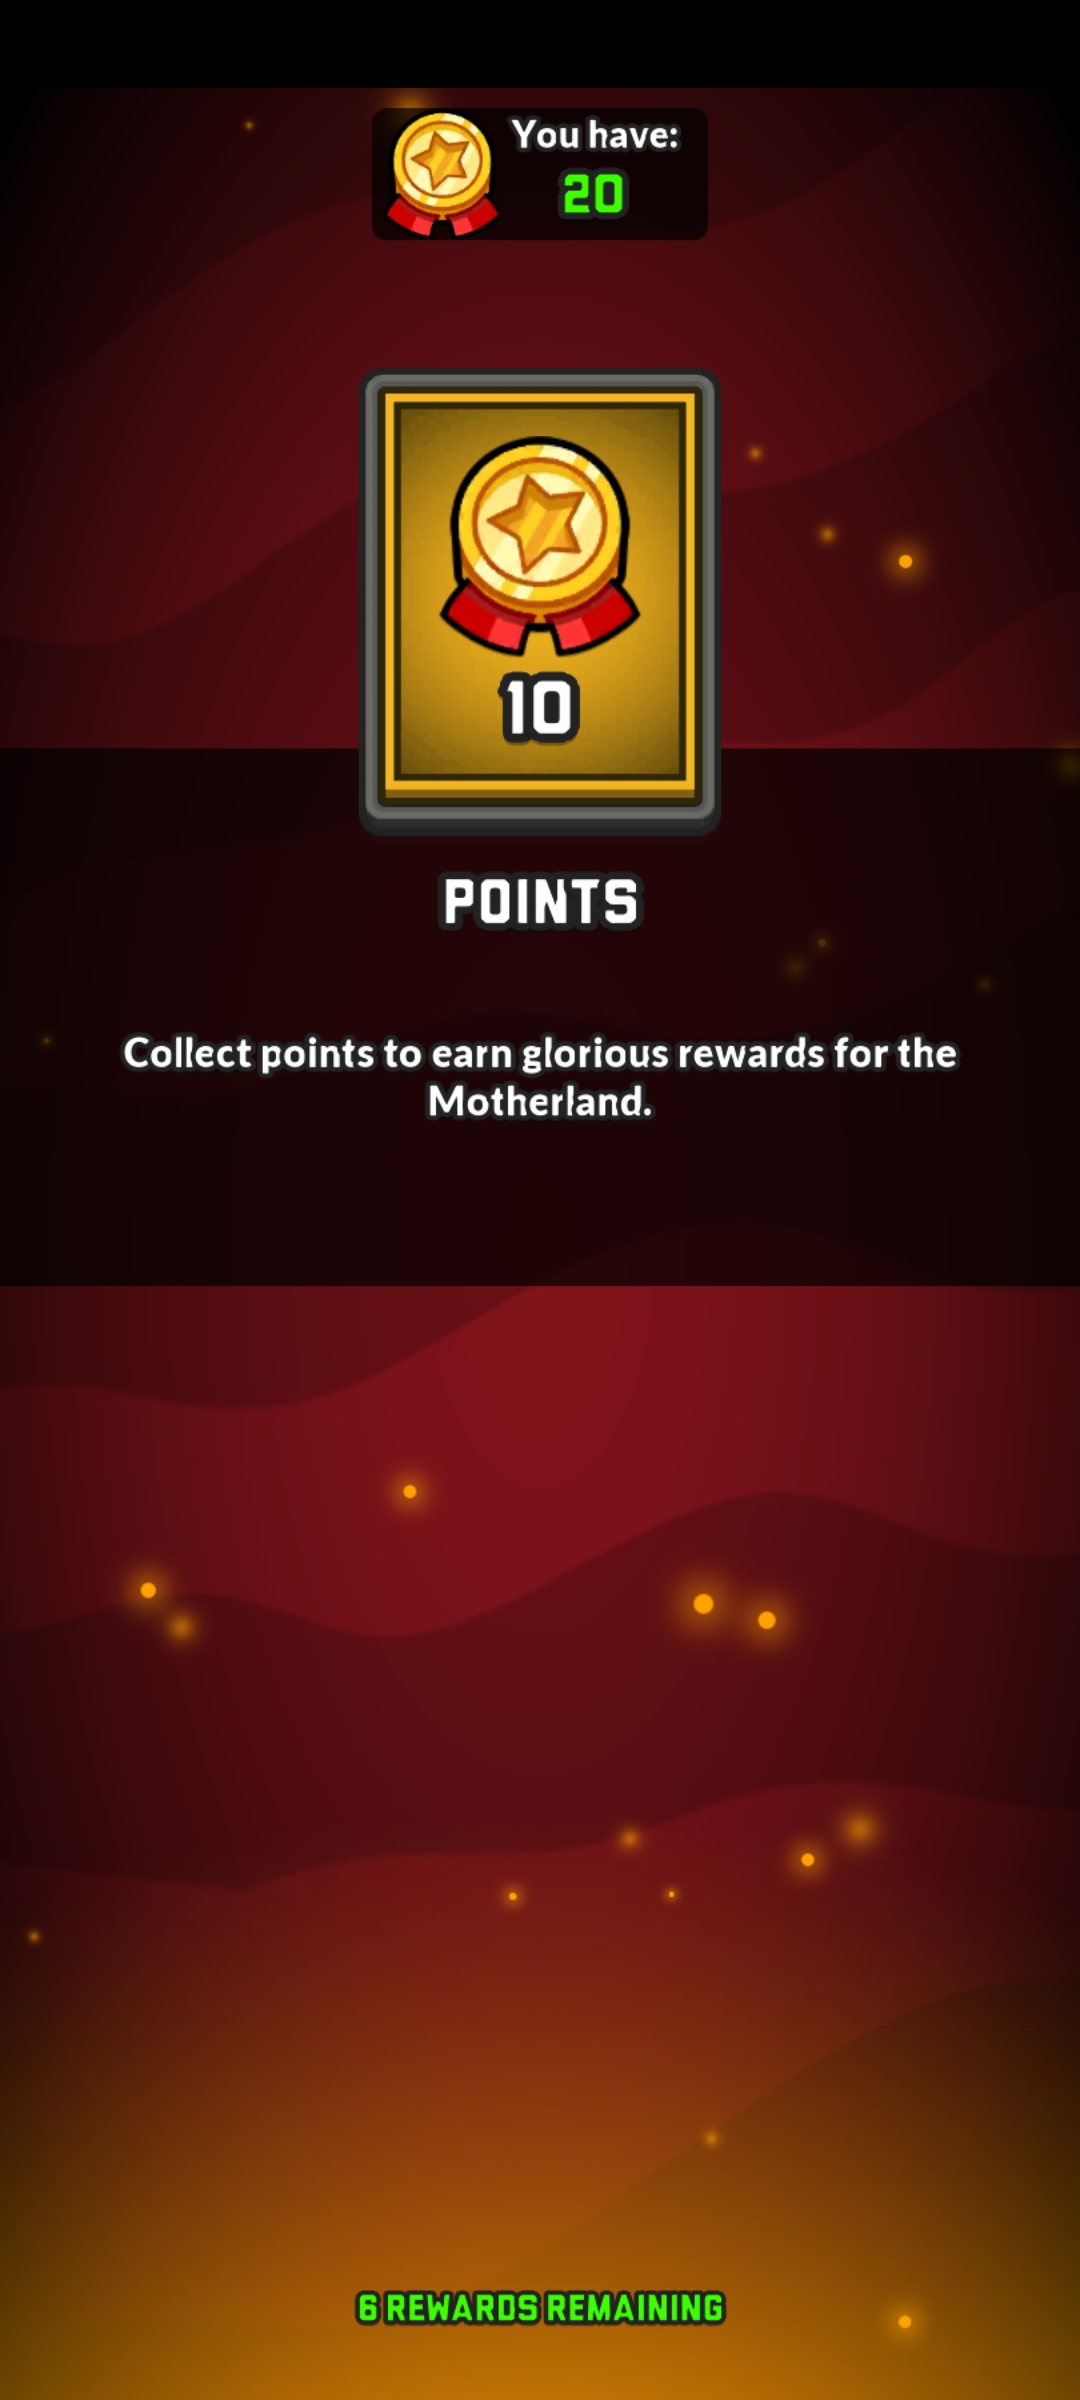 You have:
20
10
POINTS
Collect points to earn glorious rewards for the
Motherland.
6 REWARDS REMAINING